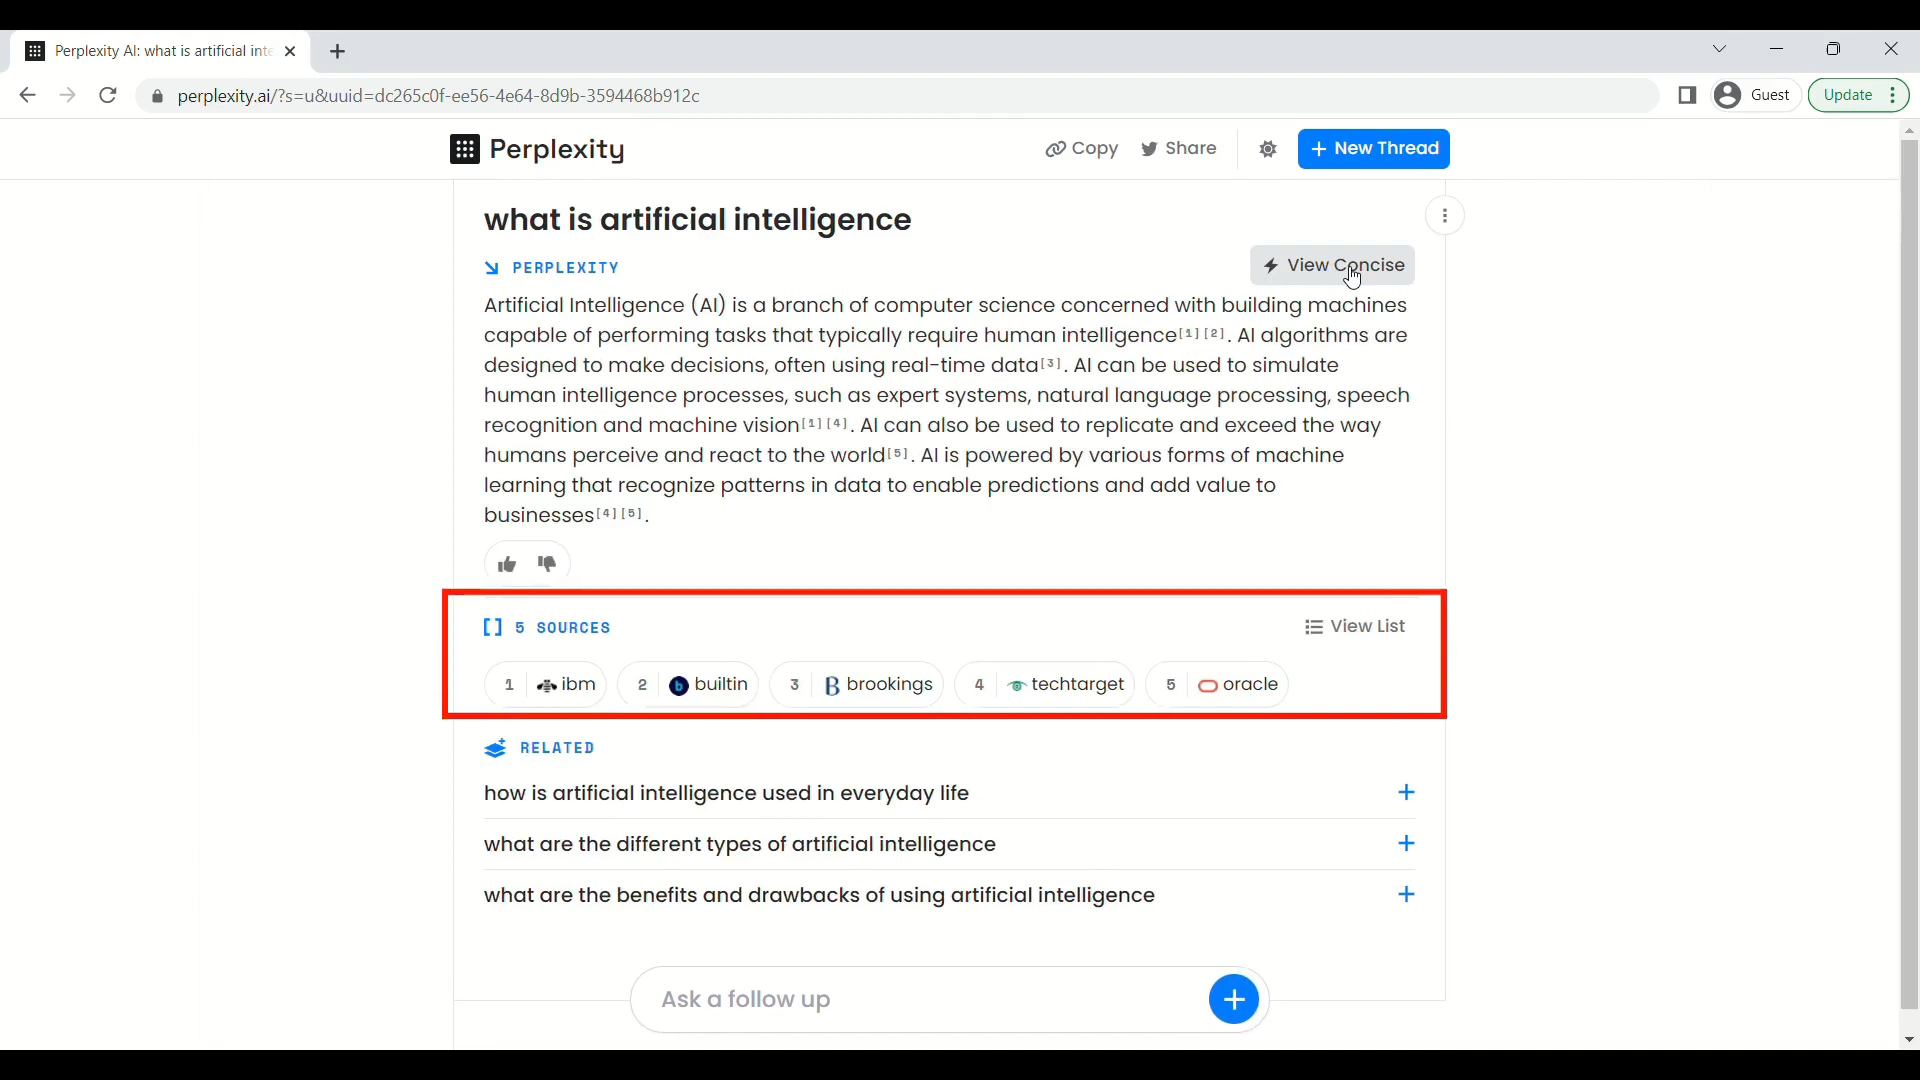 Perplexity AI: what is artificial inte
perplexity.ai/?s=u&uuid=dc265c0f-ee56-4e64-8d9b-3594468b912c
Guest
Update
Perplexity
Copy
Share
New Thread
what is artificial intelligence
PERPLEXITY
View Concise
Artificial Intelligence (AI) is a branch of computer science concerned with building machines
capable of performing tasks that typically require human intelligence[1][2]. AI algorithms are
designed to make decisions, often using real-time data[3]. AI can be used to simulate
human intelligence processes, such as expert systems, natural language processing, speech
recognition and machine vision[1][4]. AI can also be used to replicate and exceed the way
humans perceive and react to the world[5]. AI is powered by various forms of machine
learning that recognize patterns in data to enable predictions and add value to
businesses[4][5].
5 SOURCES
View List
1 ibm 2 builtin 3 brookings 4 techtarget 5 oracle
RELATED
how is artificial intelligence used in everyday life
what are the different types of artificial intelligence
what are the benefits and drawbacks of using artificial intelligence
Ask a follow up